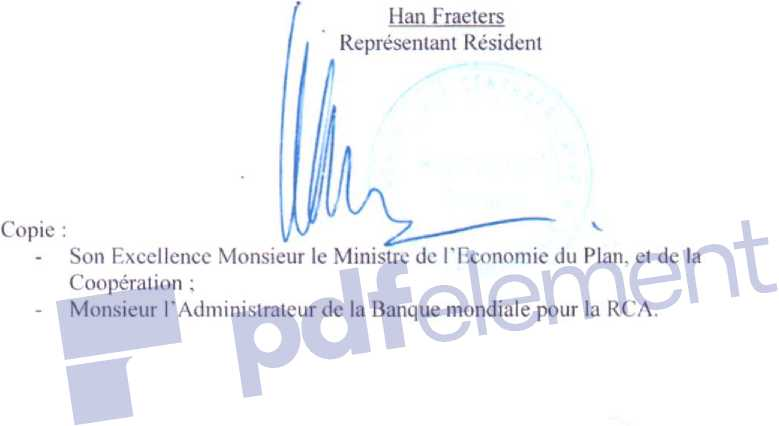 Han Fraeters
Représentant Résident
Copie :
- Son Excellence Monsieur le Ministre de l'Economie du Plan, et de la
Coopération ;
- Monsieur l'Administrateur de la Banque mondiale pour la RCA.
pdfelement